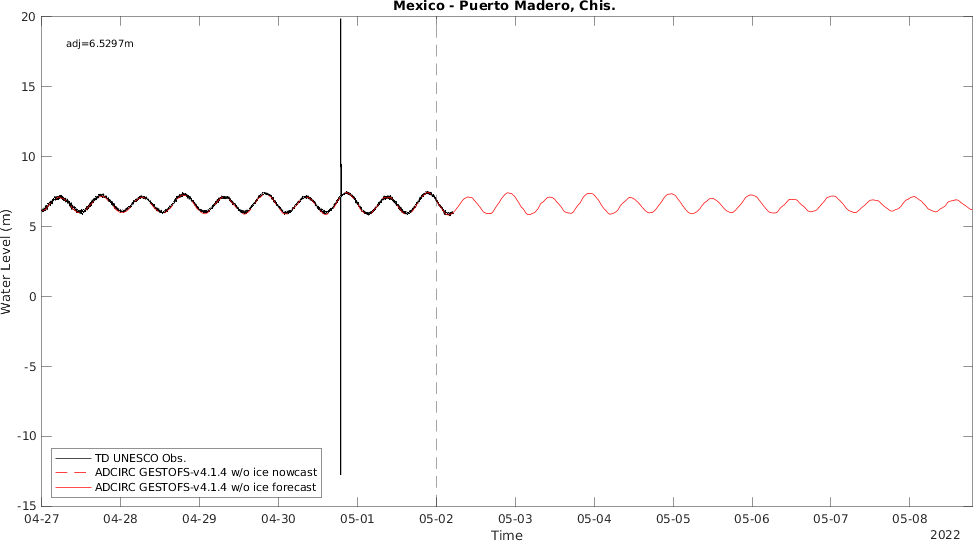 Mexico - Puerto Madero, Chis.
adj=6.5297m
20
15
10
5
0
-5
-10
-15
Water Level (m)
TD UNESCO Obs.
ADCIRC GESTOFS-v4.1.4 w/o ice nowcast
ADCIRC GESTOFS-v4.1.4 w/o ice forecast
04-27 04-28 04-29 04-30 05-01 05-02 05-03 05-04 05-05 05-06 05-07 05-08
Time
2022